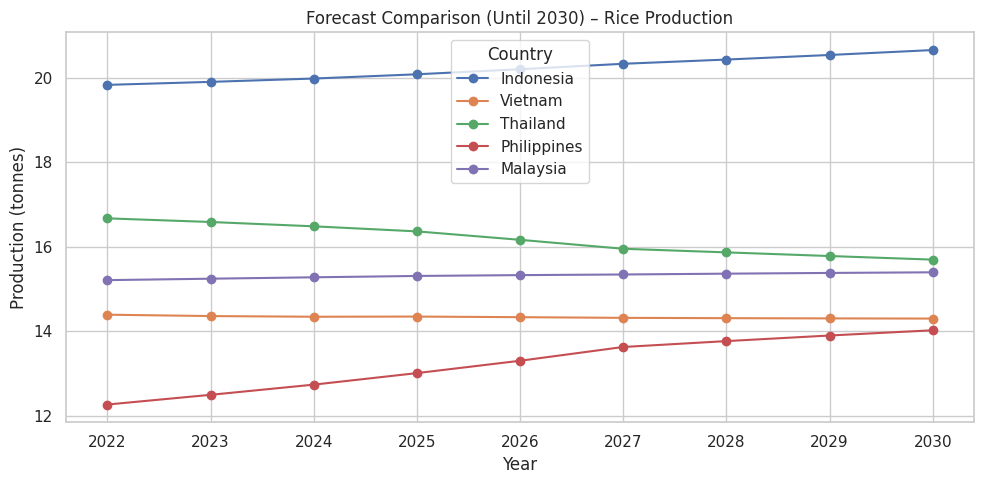 Forecast Comparison (Until 2030) – Rice Production
Country
Indonesia
Vietnam
Thailand
Philippines
Malaysia
Production (tonnes)
20
18
16
14
12
2022 2023 2024 2025 2026 2027 2028 2029 2030
Year